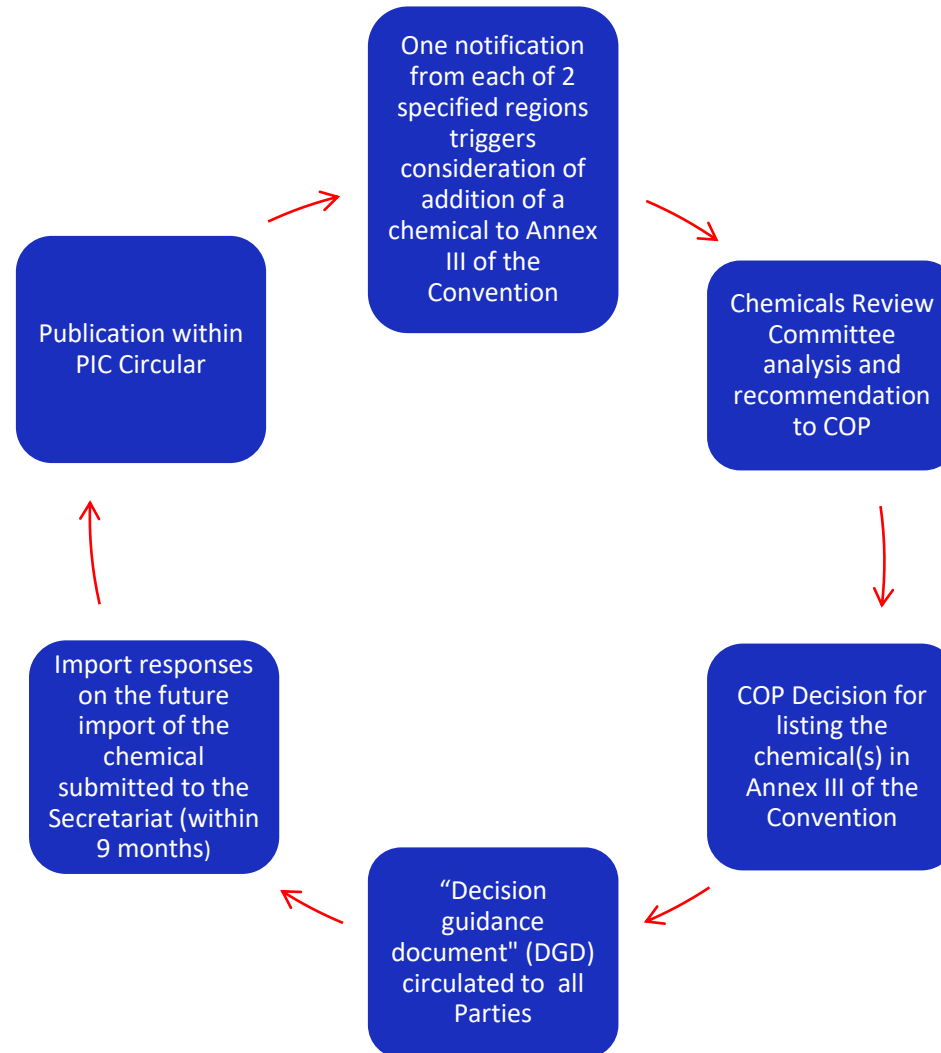 One notification
from each of 2
specified regions
triggers
consideration of
addition of a
chemical to Annex
III of the
Convention
Chemicals Review
Committee
analysis and
recommendation
to COP
COP Decision for
listing the
chemical(s) in
Annex III of the
Convention
“Decision
guidance
document" (DGD)
circulated to  all
Parties
Import responses
on the future
import of the
chemical
submitted to the
Secretariat (within
9 months)
Publication within
PIC Circular